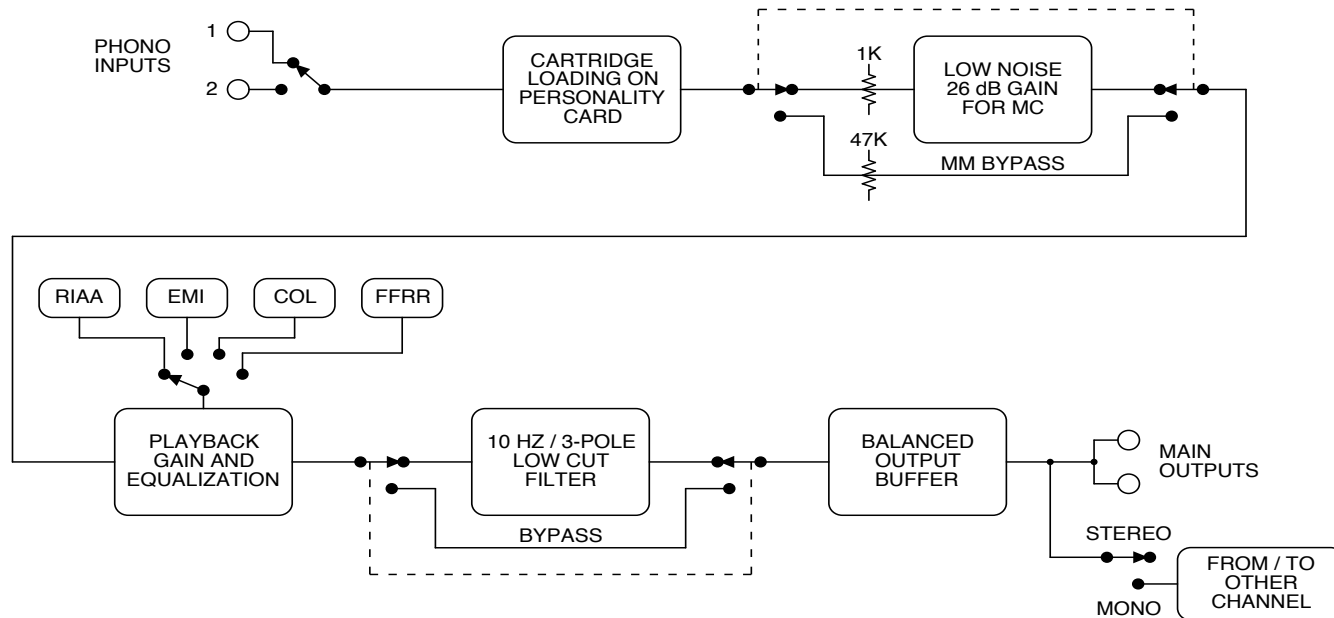 PHONO
INPUTS
1
2
CARTRIDGE
LOADING ON
PERSONALITY
CARD
1K
LOW NOISE
26 dB GAIN
FOR MC
47K
MM BYPASS
RIAA
EMI
COL
FFRR
PLAYBACK
GAIN AND
EQUALIZATION
10 HZ / 3-POLE
LOW CUT
FILTER
BYPASS
BALANCED
OUTPUT
BUFFER
MAIN
OUTPUTS
STEREO
MONO
FROM / TO
OTHER
CHANNEL